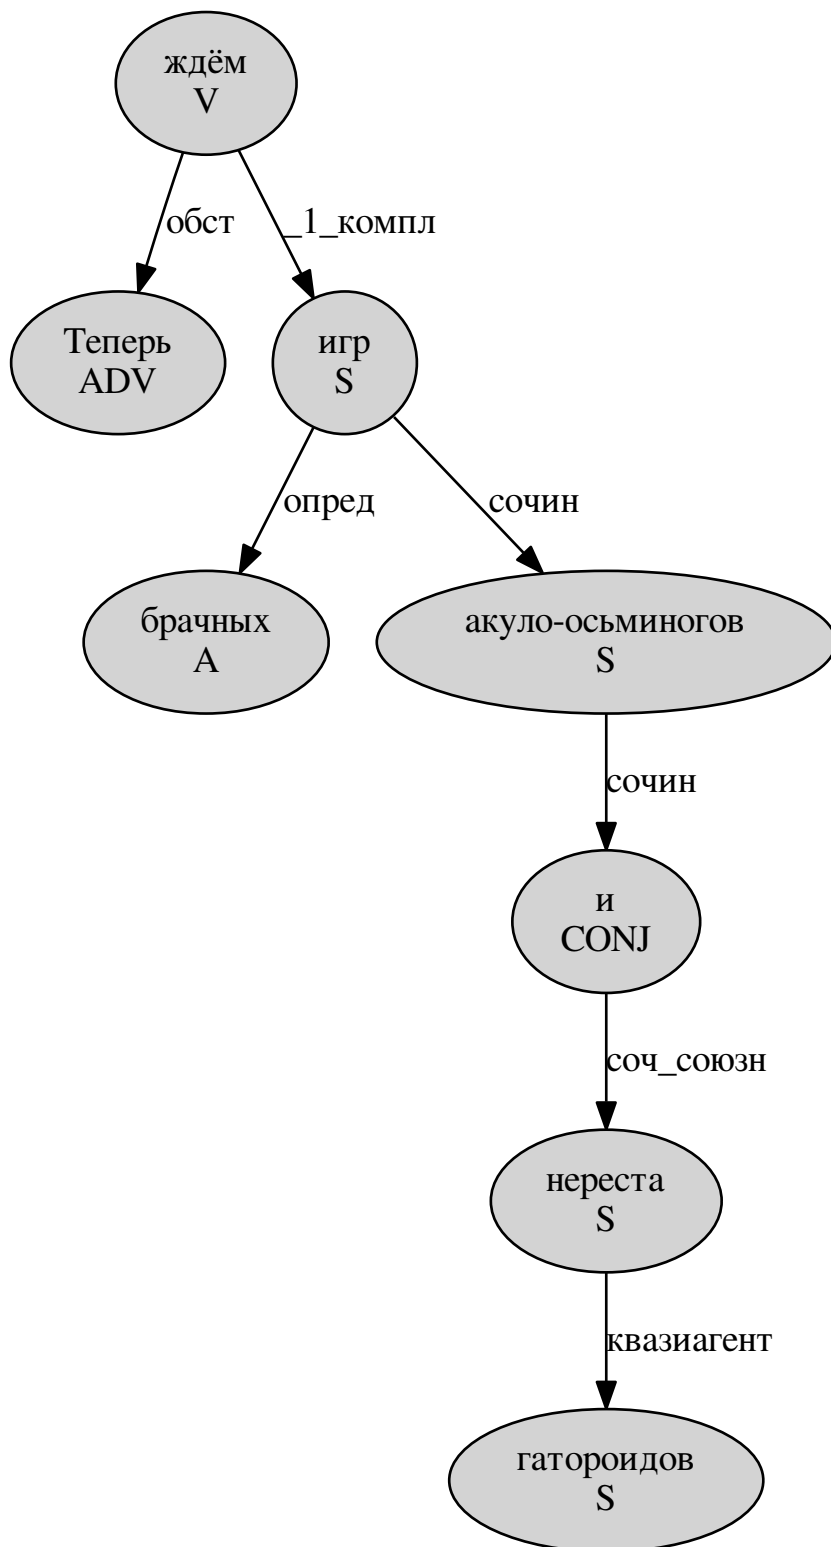 ждём
V
обст
_1_компл
Теперь
ADV
игр
S
опред
сочин
брачных
A
акуло-осьминогов
S
сочин
и
CONJ
соч_союзн
нереста
S
квазиагент
гатороидов
S